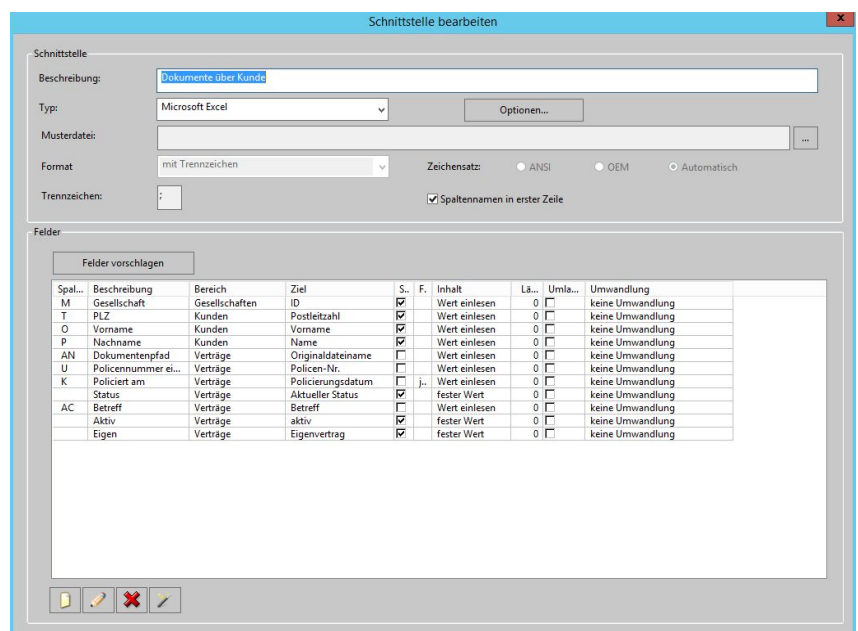 Schnittstelle bearbeiten
x
Schnittstelle
Beschreibung: Dokumente über Kunde
Typ: Microsoft Excel Optionen...
Musterdatei: ...
Format mit Trennzeichen Zeichensatz: ANSI OEM Automatisch
Trennzeichen: ; Spaltennamen in erster Zeile
Felder
Felder vorschlagen
Spal... Beschreibung Bereich Ziel S.. F. Inhalt Lä... Umla... Umwandlung
M Gesellschaft Gesellschaften ID Wert einlesen 0 keine Umwandlung
T PLZ Kunden Postleitzahl Wert einlesen 0 keine Umwandlung
O Vorname Kunden Vorname Wert einlesen 0 keine Umwandlung
P Nachname Kunden Name Wert einlesen 0 keine Umwandlung
AN Dokumentenpfad Verträge Originaldateiname Wert einlesen 0 keine Umwandlung
U Policennummer ei... Verträge Policen-Nr. Wert einlesen 0 keine Umwandlung
K Policiert am Verträge Policierungsdatum j.. Wert einlesen 0 keine Umwandlung
Status Verträge Aktueller Status fester Wert 0 keine Umwandlung
AC Betreff Verträge Betreff Wert einlesen 0 keine Umwandlung
Aktiv Verträge aktiv fester Wert 0 keine Umwandlung
Eigen Verträge Eigenvertrag fester Wert 0 keine Umwandlung